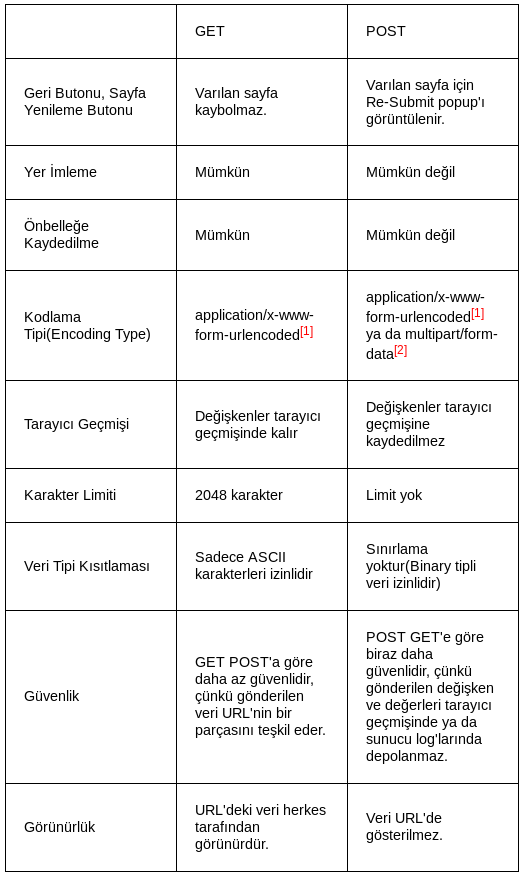 GET
POST
Geri Butonu, Sayfa
Yenileme Butonu
Varılan sayfa
kaybolmaz.
Varılan sayfa için
Re-Submit popup'ı
görüntülenir.
Yer İmleme
Mümkün
Mümkün değil
Önbelleğe
Kaydedilme
Mümkün
Mümkün değil
Kodlama
Tipi(Encoding Type)
application/x-www-
form-urlencoded[1]
application/x-www-
form-urlencoded[1]
ya da multipart/form-
data[2]
Tarayıcı Geçmişi
Değişkenler tarayıcı
geçmişinde kalır
Değişkenler tarayıcı
geçmişine
kaydedilmez
Karakter Limiti
2048 karakter
Limit yok
Veri Tipi Kısıtlaması
Sadece ASCII
karakterleri izinlidir
Sınırlama
yoktur(Binary tipli
veri izinlidir)
Güvenlik
GET POST'a göre
daha az güvenlidir,
çünkü gönderilen
veri URL'nin bir
parçasını teşkil eder.
POST GET'e göre
biraz daha
güvenlidir, çünkü
gönderilen değişken
ve değerleri tarayıcı
geçmişinde ya da
sunucu log'larında
depolanmaz.
Görünürlük
URL'deki veri herkes
tarafından
görünürdür.
Veri URL'de
gösterilmez.